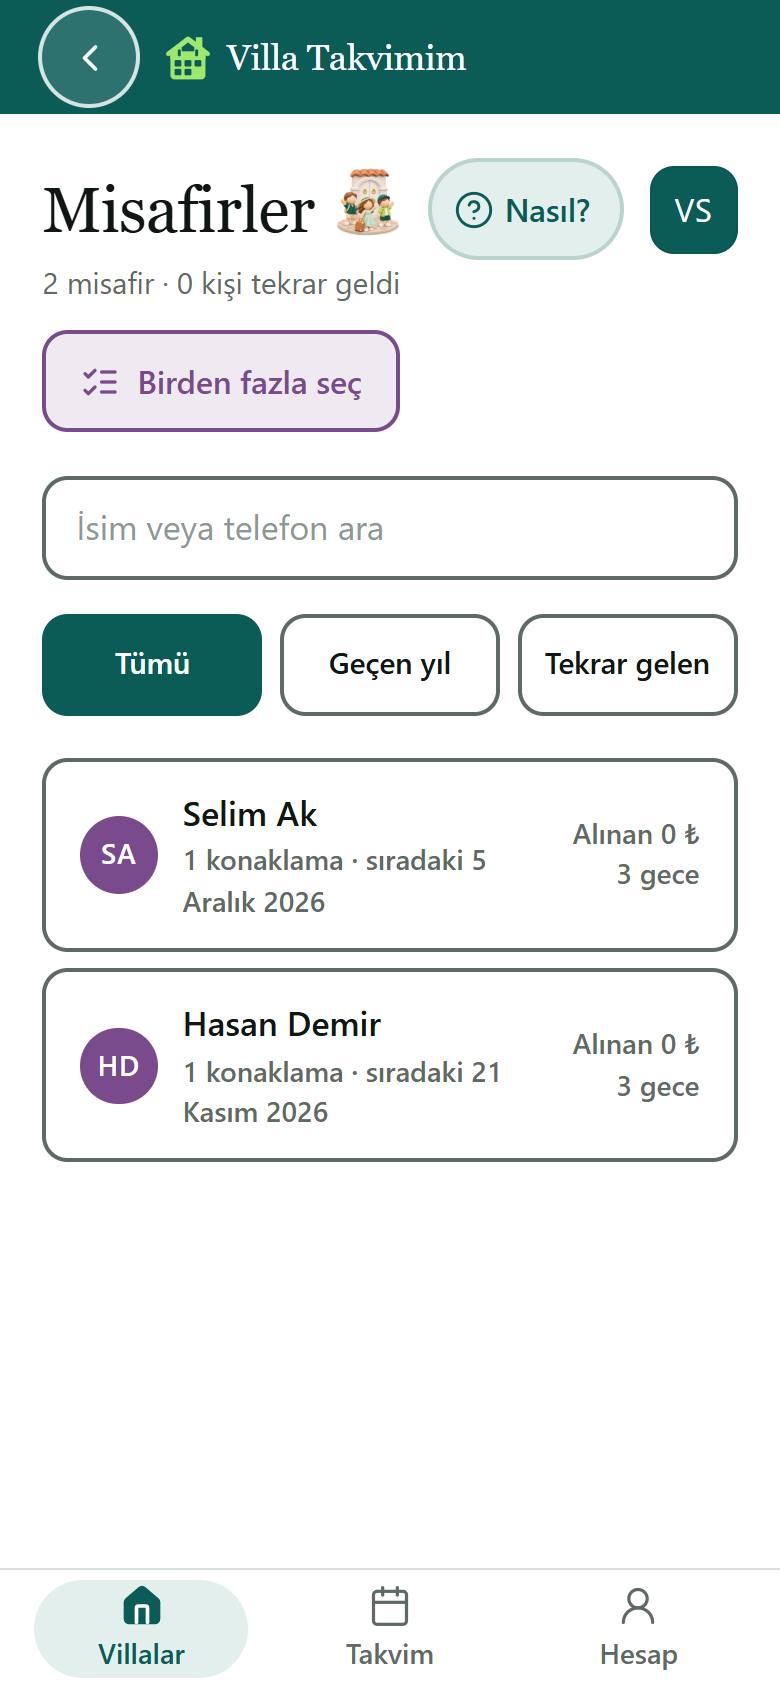 Villa Takvimim
Misafirler
Nasıl?
VS
2 misafir · 0 kişi tekrar geldi
Birden fazla seç
İsim veya telefon ara
Tümü
Geçen yıl
Tekrar gelen
SA
Selim Ak
1 konaklama · sıradaki 5
Aralık 2026
Alınan 0 ₺
3 gece
HD
Hasan Demir
1 konaklama · sıradaki 21
Kasım 2026
Alınan 0 ₺
3 gece
Villalar
Takvim
Hesap